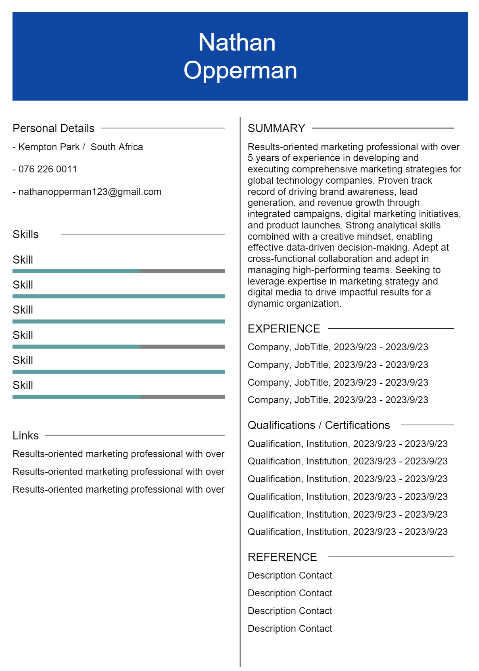 Nathan
Opperman
Personal Details
- Kempton Park /  South Africa
- 076 226 0011
- nathanopperman123@gmail.com
Skills
Skill
Skill
Skill
Skill
Skill
Skill
Links
Results-oriented marketing professional with over
Results-oriented marketing professional with over
Results-oriented marketing professional with over
SUMMARY
Results-oriented marketing professional with over
5 years of experience in developing and
executing comprehensive marketing strategies for
global technology companies. Proven track
record of driving brand awareness, lead
generation, and revenue growth through
integrated campaigns, digital marketing initiatives,
and product launches. Strong analytical skills
combined with a creative mindset, enabling
effective data-driven decision-making. Adept at
cross-functional collaboration and adept in
managing high-performing teams. Seeking to
leverage expertise in marketing strategy and
digital media to drive impactful results for a
dynamic organization.
EXPERIENCE
Company, JobTitle, 2023/9/23 - 2023/9/23
Company, JobTitle, 2023/9/23 - 2023/9/23
Company, JobTitle, 2023/9/23 - 2023/9/23
Company, JobTitle, 2023/9/23 - 2023/9/23
Qualifications / Certifications
Qualification, Institution, 2023/9/23 - 2023/9/23
Qualification, Institution, 2023/9/23 - 2023/9/23
Qualification, Institution, 2023/9/23 - 2023/9/23
Qualification, Institution, 2023/9/23 - 2023/9/23
Qualification, Institution, 2023/9/23 - 2023/9/23
Qualification, Institution, 2023/9/23 - 2023/9/23
REFERENCE
Description Contact
Description Contact
Description Contact
Description Contact